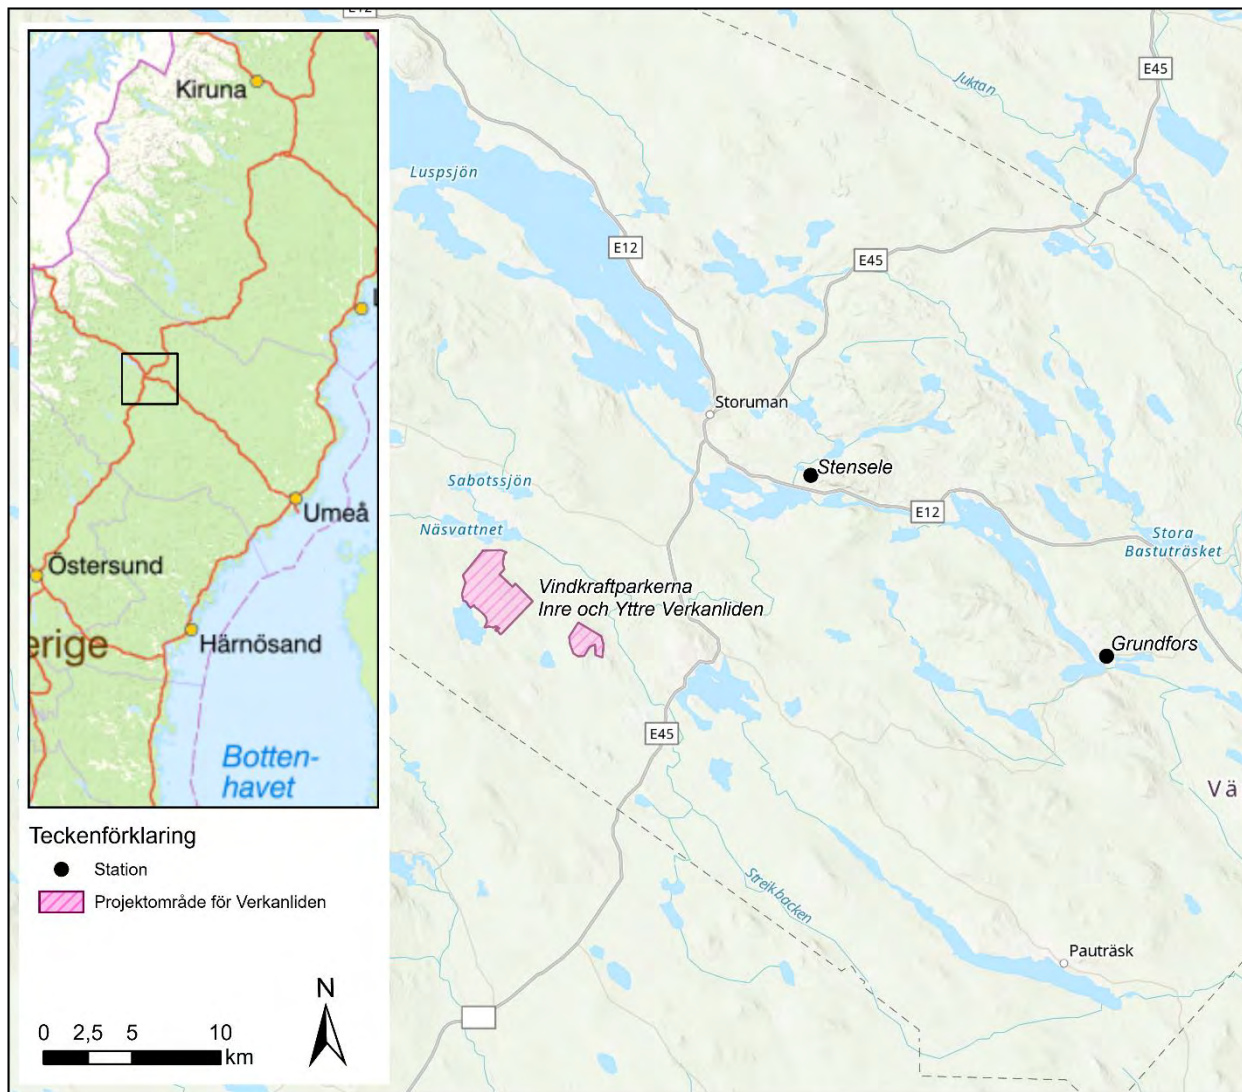 E12
Kiruna
Umeå
Östersund
erige
Härnösand
Botten-
havet
Teckenförklaring
Station
Projektområde för Verkanliden
0 2,5 5 10
km
N
E45
Juktan
Luspsjön
E12
E45
Storuman
Stensele
Sabotssjön
E12
Näsvattnet
Stora
Bastuträsket
Vindkraftparkerna
Inre och Yttre Verkanliden
Grundfors
E45
Vä
Streikbacken
Pauträsk